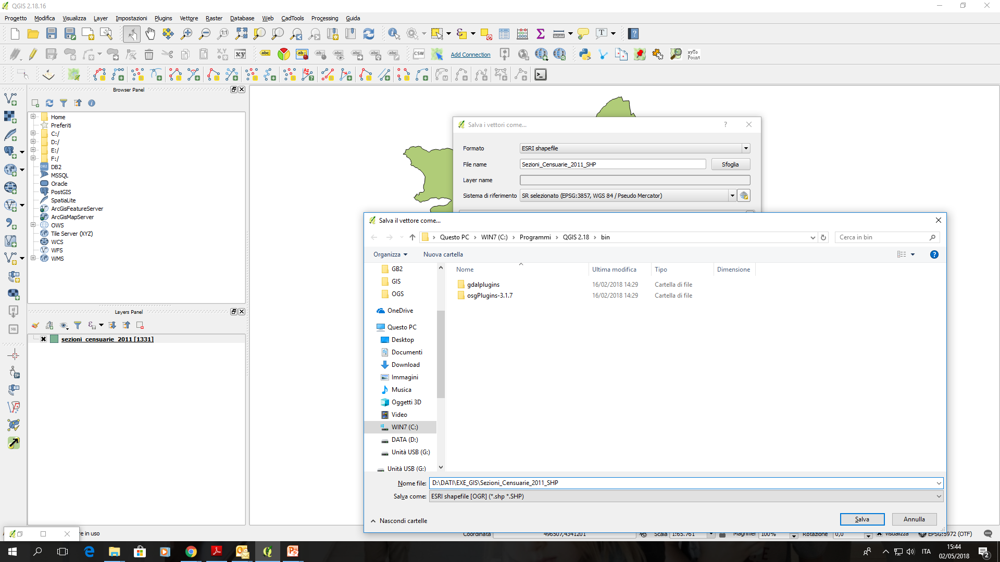 QGIS 2.18.16
Progetto Modifica Visualizza Layer Impostazioni Plugins Vettore Raster Database Web CadTools Processing Guida
CSW Add Connection xyTo Point
Browser Panel
Home
Preferiti
C:/
D:/
E:/
F:/
DB2
MSSQL
Oracle
PostGIS
SpatiaLite
ArcGisFeatureServer
ArcGisMapServer
OWS
Tile Server (XYZ)
WCS
WFS
WMS
Layers Panel
sezioni_censuarie_2011 [1331]
Salva i vettori come...
Formato ESRI shapefile
File name Sezioni_Censuarie_2011_SHP Sfoglia
Layer name
Sistema di riferimento SR selezionato (EPSG:3857, WGS 84 / Pseudo Mercator)
Salva il vettore come...
Questo PC WIN7 (C:) Programmi QGIS 2.18 bin Cerca in bin
Organizza Nuova cartella
Nome Ultima modifica Tipo Dimensione
gdalplugins 16/02/2018 14:29 Cartella di file
osgPlugins-3.1.7 16/02/2018 14:29 Cartella di file
GB2
GIS
OGS
OneDrive
Questo PC
Desktop
Documenti
Download
Immagini
Musica
Oggetti 3D
Video
WIN7 (C:)
DATA (D:)
Unità USB (G:)
Unità USB (G:)
Nome file: D:\DATI\EXE_GIS\Sezioni_Censuarie_2011_SHP
Salva come: ESRI shapefile [OGR] (*.shp *.SHP)
Nascondi cartelle Salva Annulla
re in uso Coordinata 496507,4341201 Scala 1:65.761 Magnifier 100% Rotazione 0,0 Visualizza EPSG:5972 (OTF)
ITA 15:44
02/05/2018
2